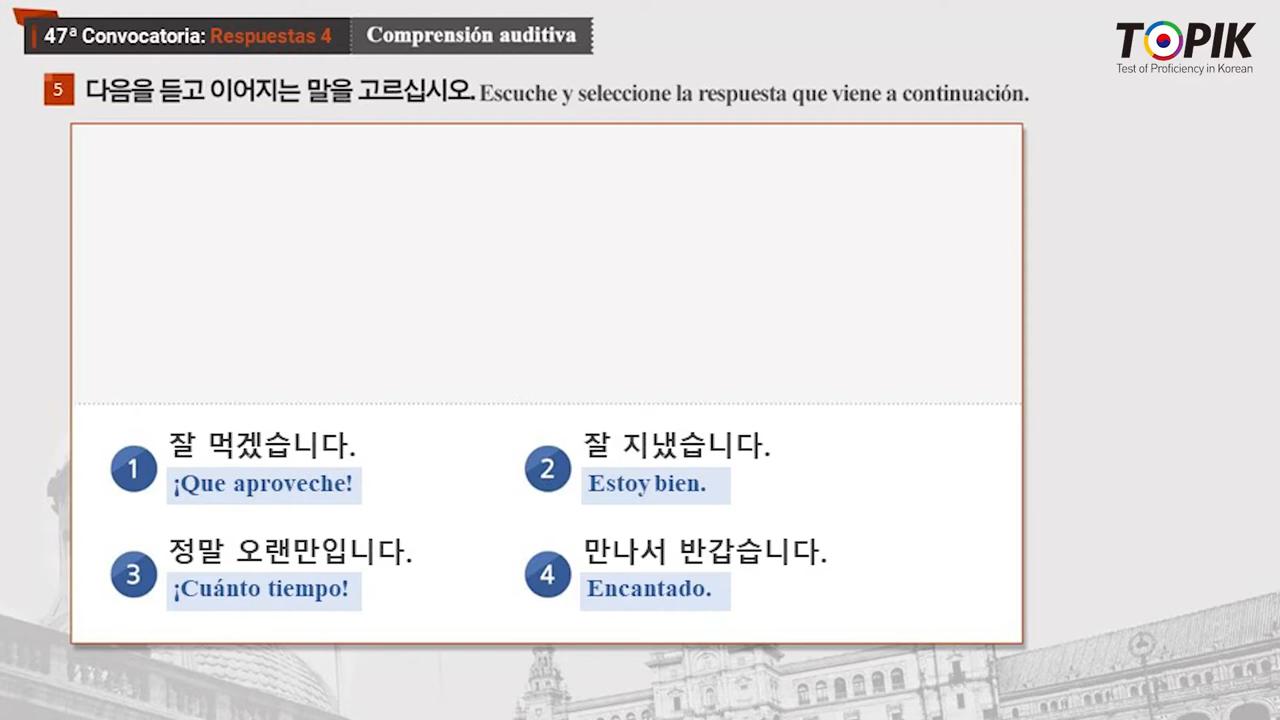 47ª Convocatoria: Respuestas 4 Comprensión auditiva
TOPIK
Test of Proficiency in Korean
5 다음을 듣고 이어지는 말을 고르십시오. Escuche y seleccione la respuesta que viene a continuación.
1 잘 먹겠습니다.
¡Que aproveche!
2 잘 지냈습니다.
Estoy bien.
3 정말 오랜만입니다.
¡Cuánto tiempo!
4 만나서 반갑습니다.
Encantado.